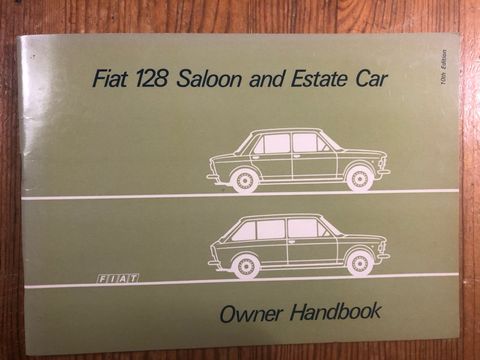 Fiat 128 Saloon and Estate Car
10th Edition
FIAT
Owner Handbook